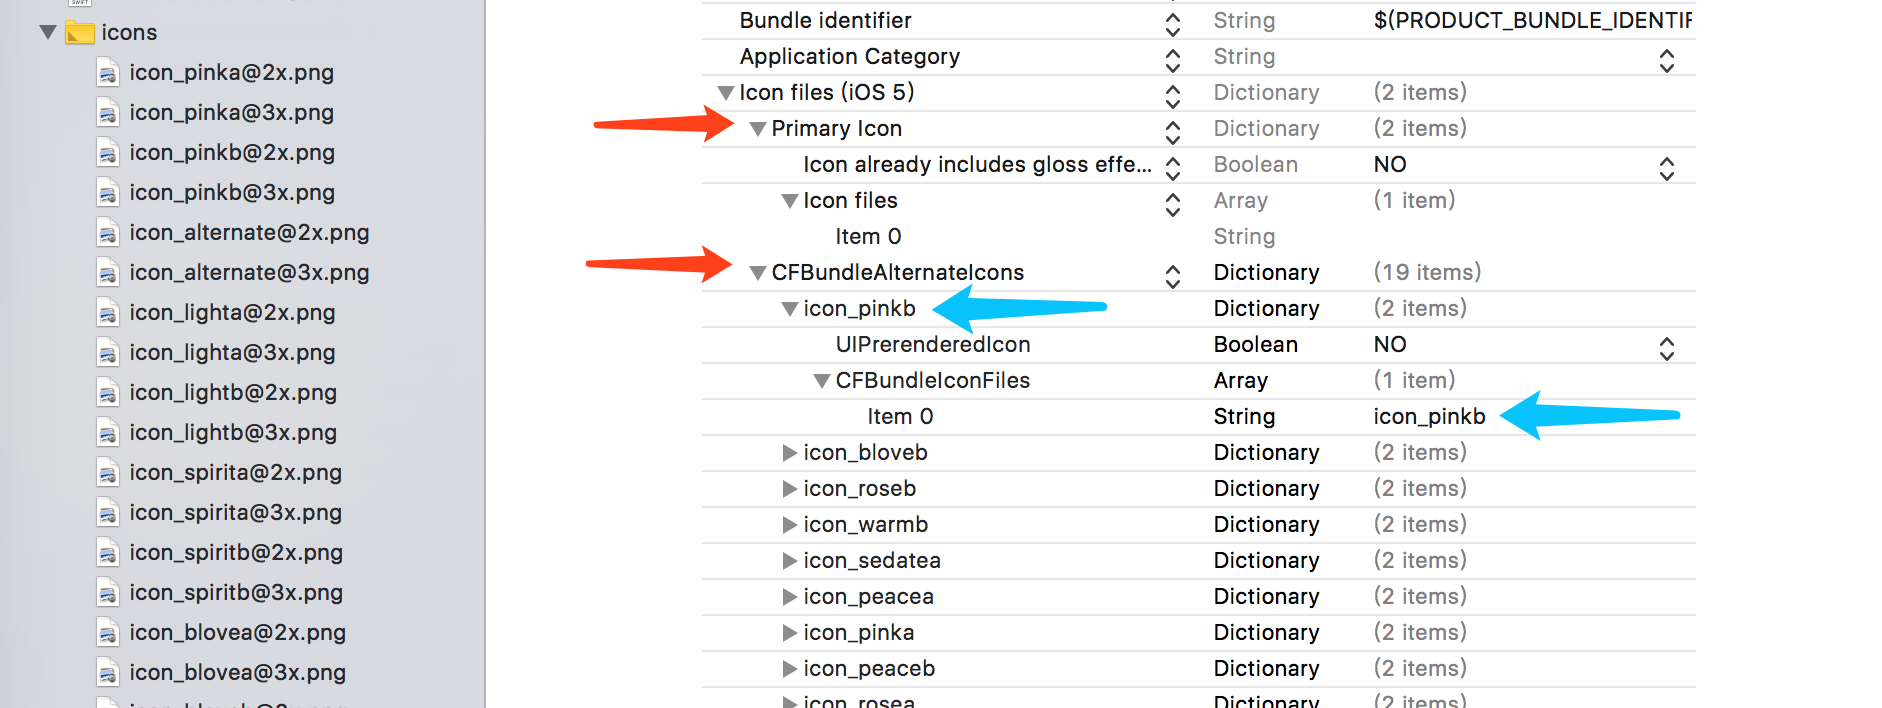 SWIFT
icons
icon_pinka@2x.png
icon_pinka@3x.png
icon_pinkb@2x.png
icon_pinkb@3x.png
icon_alternate@2x.png
icon_alternate@3x.png
icon_lighta@2x.png
icon_lighta@3x.png
icon_lightb@2x.png
icon_lightb@3x.png
icon_spirita@2x.png
icon_spirita@3x.png
icon_spiritb@2x.png
icon_spiritb@3x.png
icon_blovea@2x.png
icon_blovea@3x.png
Bundle identifier String $(PRODUCT_BUNDLE_IDENTIF
Application Category String
Icon files (iOS 5) Dictionary (2 items)
Primary Icon Dictionary (2 items)
Icon already includes gloss effe... Boolean NO
Icon files Array (1 item)
Item 0 String
CFBundleAlternateIcons Dictionary (19 items)
icon_pinkb Dictionary (2 items)
UIPrerenderedIcon Boolean NO
CFBundleIconFiles Array (1 item)
Item 0 String icon_pinkb
icon_bloveb Dictionary (2 items)
icon_roseb Dictionary (2 items)
icon_warmb Dictionary (2 items)
icon_sedatea Dictionary (2 items)
icon_peacea Dictionary (2 items)
icon_pinka Dictionary (2 items)
icon_peaceb Dictionary (2 items)
icon_rosea Dictionary (2 items)